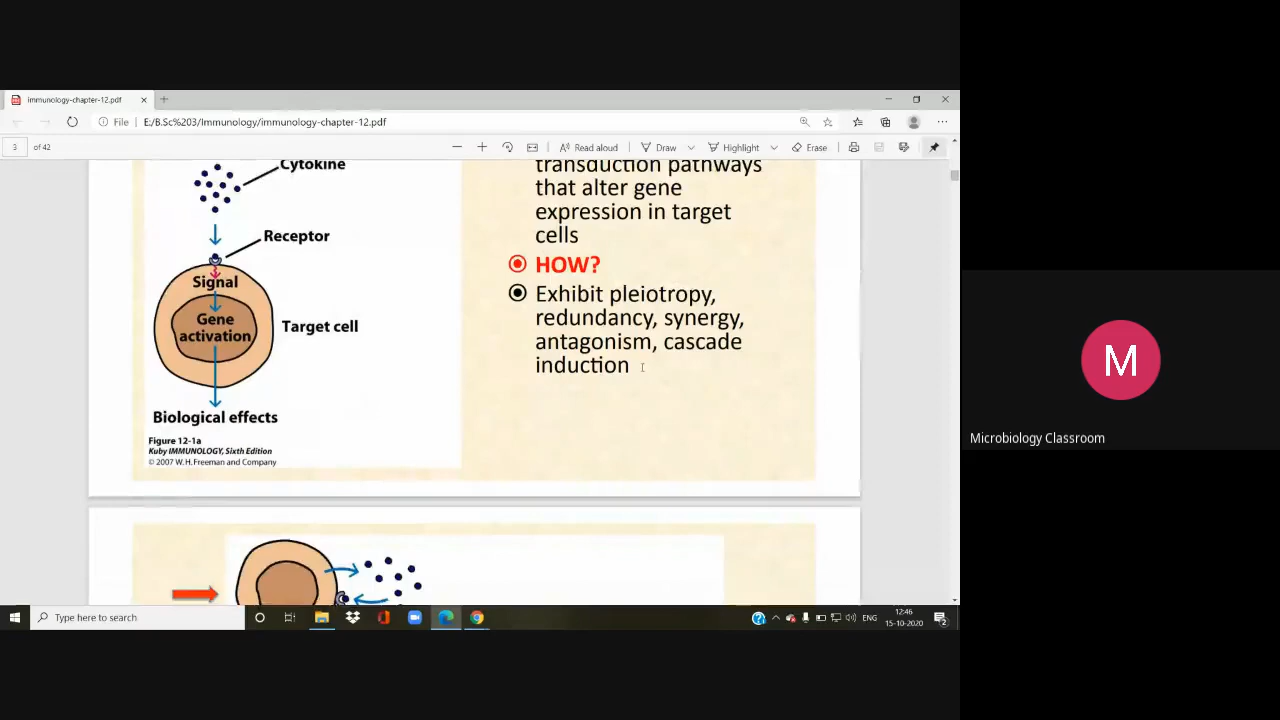 immunology-chapter-12.pdf
File
E:/B.Sc%203/Immunology/immunology-chapter-12.pdf
3 of 42
Read aloud
Draw
Highlight
Erase
Cytokine
Receptor
Signal
Gene
activation
Target cell
Biological effects
Figure 12-1a
Kuby IMMUNOLOGY, Sixth Edition
© 2007 W. H. Freeman and Company
transduction pathways
that alter gene
expression in target
cells
HOW?
Exhibit pleiotropy,
redundancy, synergy,
antagonism, cascade
induction
M
Microbiology Classroom
Type here to search
ENG
12:46
15-10-2020
2